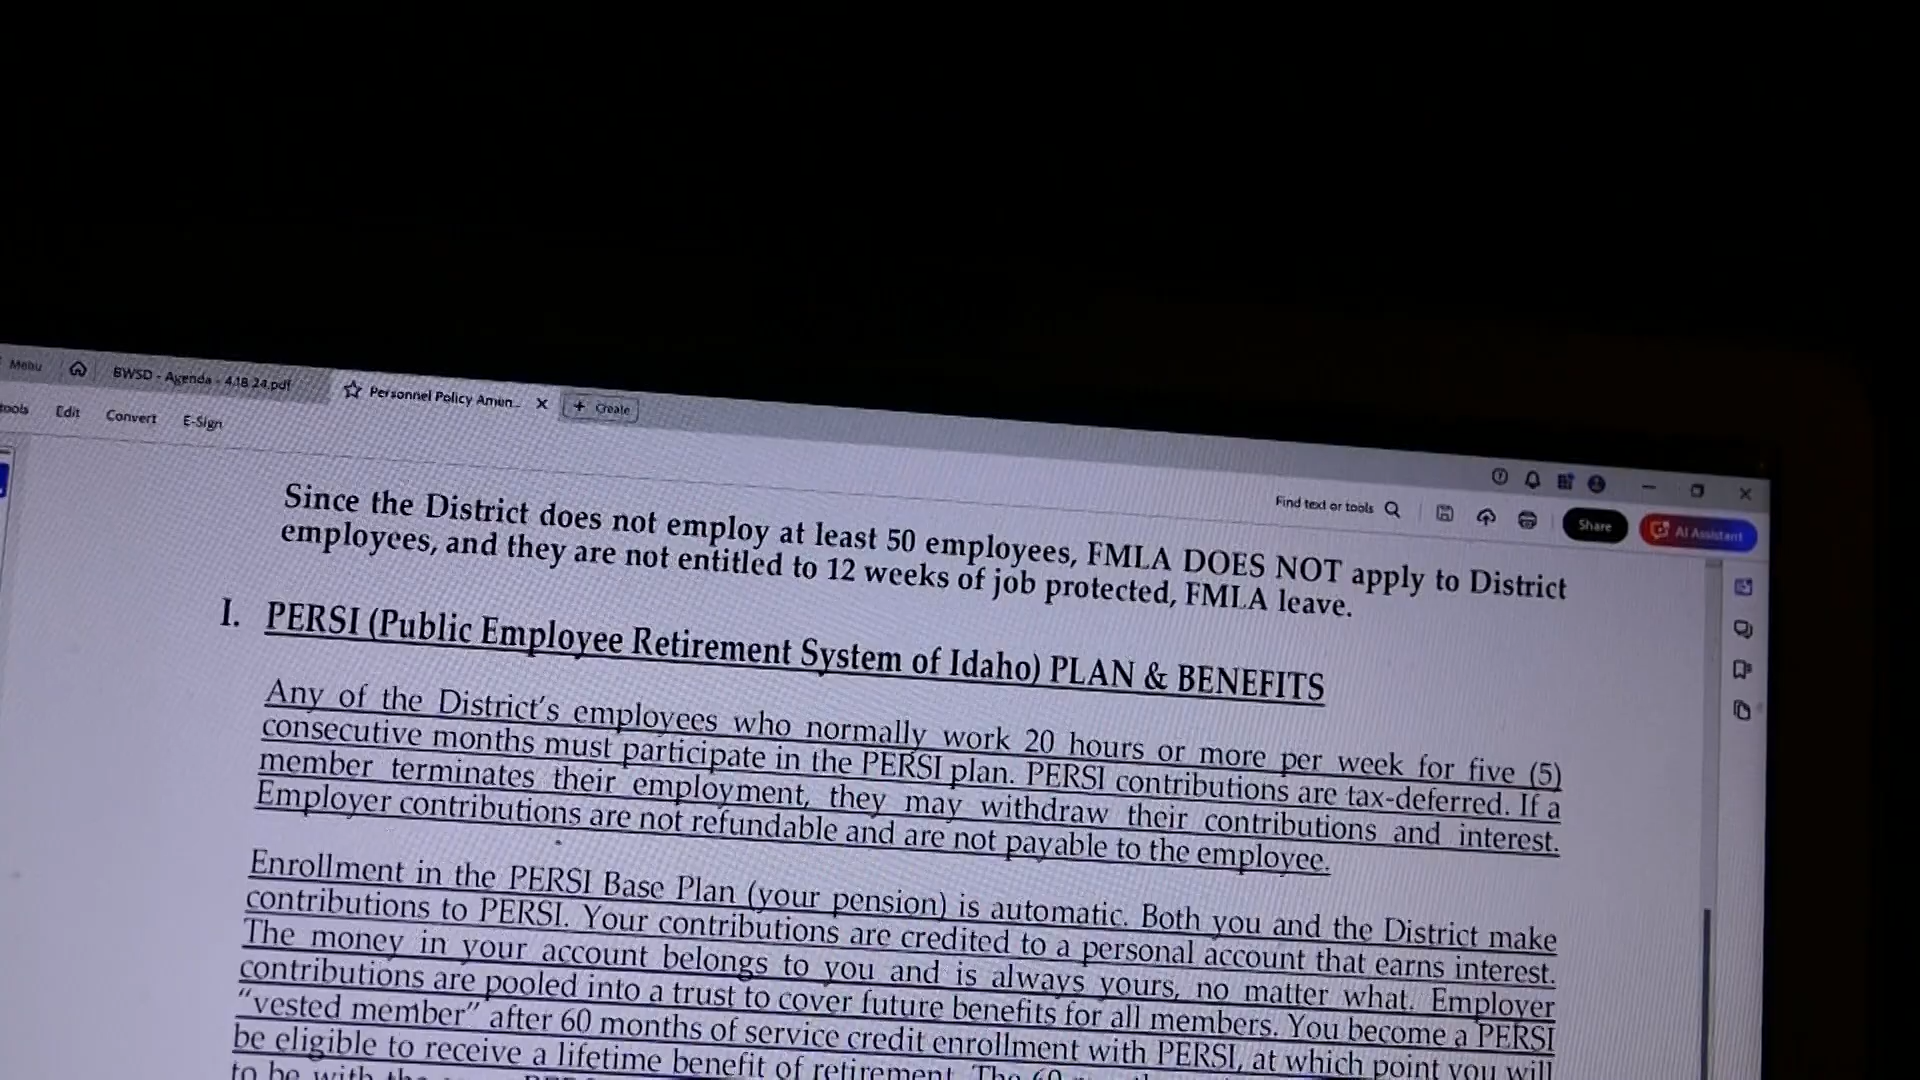 Menu
BWSD - Agenda - 4.18.24.pdf
Personnel Policy Amen... ×
+ Create
tools Edit Convert E-Sign
Find text or tools
Share
AI Assistant
Since the District does not employ at least 50 employees, FMLA DOES NOT apply to District
employees, and they are not entitled to 12 weeks of job protected, FMLA leave.
I. PERSI (Public Employee Retirement System of Idaho) PLAN & BENEFITS
Any of the District’s employees who normally work 20 hours or more per week for five (5)
consecutive months must participate in the PERSI plan. PERSI contributions are tax-deferred. If a
member terminates their employment, they may withdraw their contributions and interest.
Employer contributions are not refundable and are not payable to the employee.
Enrollment in the PERSI Base Plan (your pension) is automatic. Both you and the District make
contributions to PERSI. Your contributions are credited to a personal account that earns interest.
The money in your account belongs to you and is always yours, no matter what. Employer
contributions are pooled into a trust to cover future benefits for all members. You become a PERSI
“vested member” after 60 months of service credit enrollment with PERSI, at which point you will
be eligible to receive a lifetime benefit of retirement. The 60
to be with the